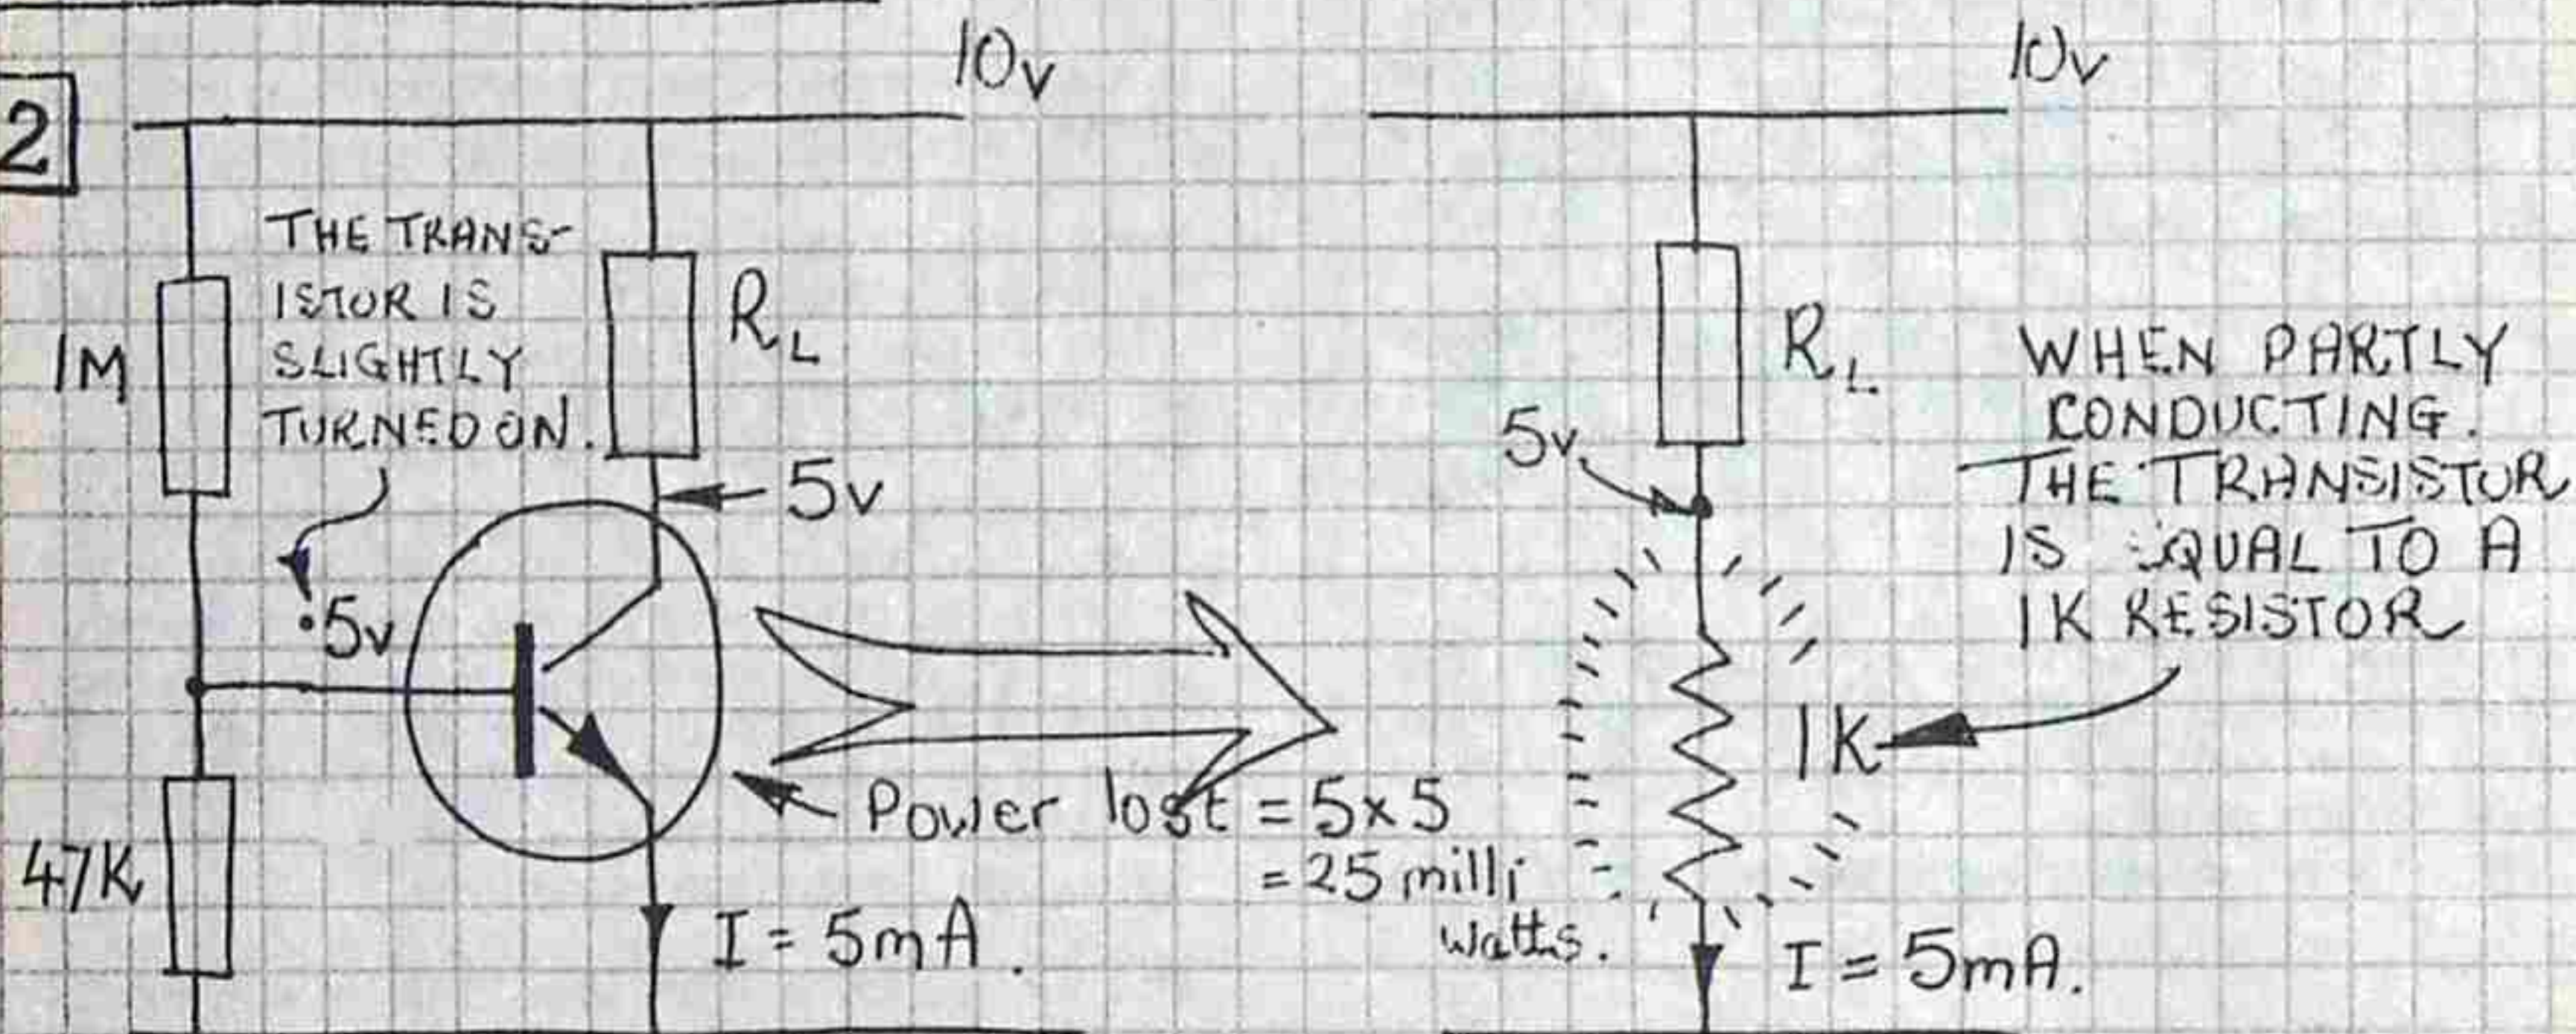 2
10v
THE TRANS-
ISTOR IS
SLIGHTLY
TURNED ON.
1M
RL
5v
.5v
47K
Power lost = 5x5
= 25 milli
watts.
I = 5mA.
10v
RL
5v
WHEN PARTLY
CONDUCTING.
THE TRANSISTOR
IS EQUAL TO A
1K RESISTOR
1K
I = 5mA.